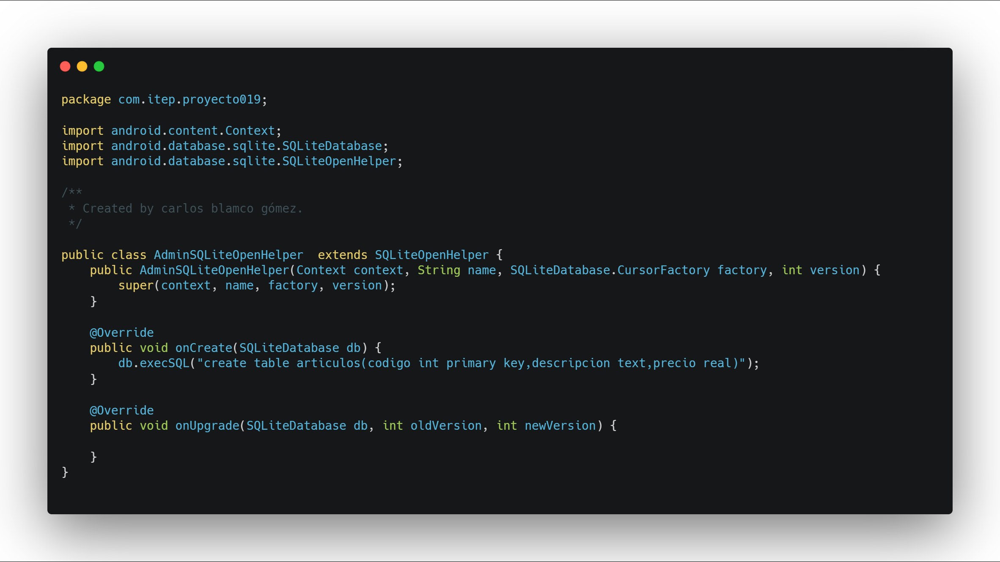 package com.itep.proyecto019;
import android.content.Context;
import android.database.sqlite.SQLiteDatabase;
import android.database.sqlite.SQLiteOpenHelper;
/**
 * Created by carlos blamco gómez.
 */
public class AdminSQLiteOpenHelper  extends SQLiteOpenHelper {
    public AdminSQLiteOpenHelper(Context context, String name, SQLiteDatabase.CursorFactory factory, int version) {
        super(context, name, factory, version);
    }
    @Override
    public void onCreate(SQLiteDatabase db) {
        db.execSQL("create table articulos(codigo int primary key,descripcion text,precio real)");
    }
    @Override
    public void onUpgrade(SQLiteDatabase db, int oldVersion, int newVersion) {
    }
}